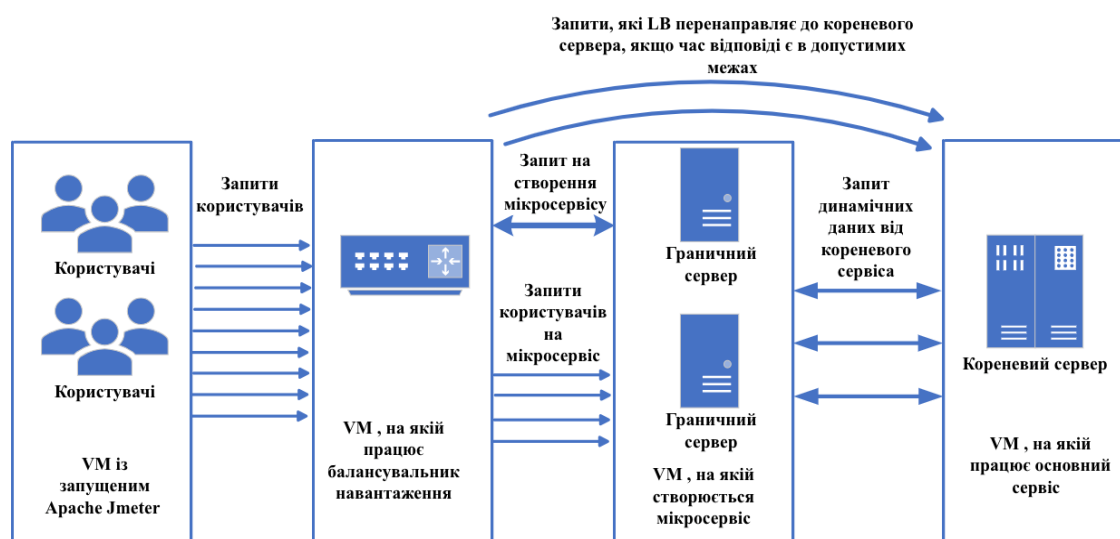 Запити, які LB перенаправляє до кореневого
сервера, якщо час відповіді є в допустимих
межах
Користувачі
Користувачі
VM із
запущеним
Apache Jmeter
Запити
користувачів
VM , на якій
працює
балансувальник
навантаження
Запит на
створення
мікросервісу
Запити
користувачів
на
мікросервіс
Граничний
сервер
Граничний
сервер
VM , на якій
створюється
мікросервіс
Запит
динамічних
даних від
кореневого
сервіса
Кореневий сервер
VM , на якій
працює основний
сервіс